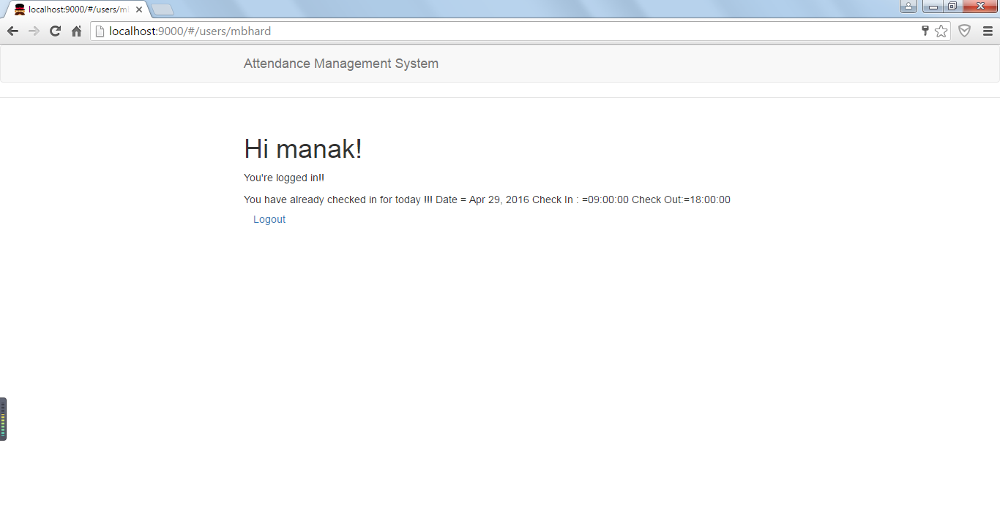 localhost:9000/#/users/m
localhost:9000/#/users/mbhard
Attendance Management System
Hi manak!
You're logged in!!
You have already checked in for today !!! Date = Apr 29, 2016 Check In : =09:00:00 Check Out:=18:00:00
Logout